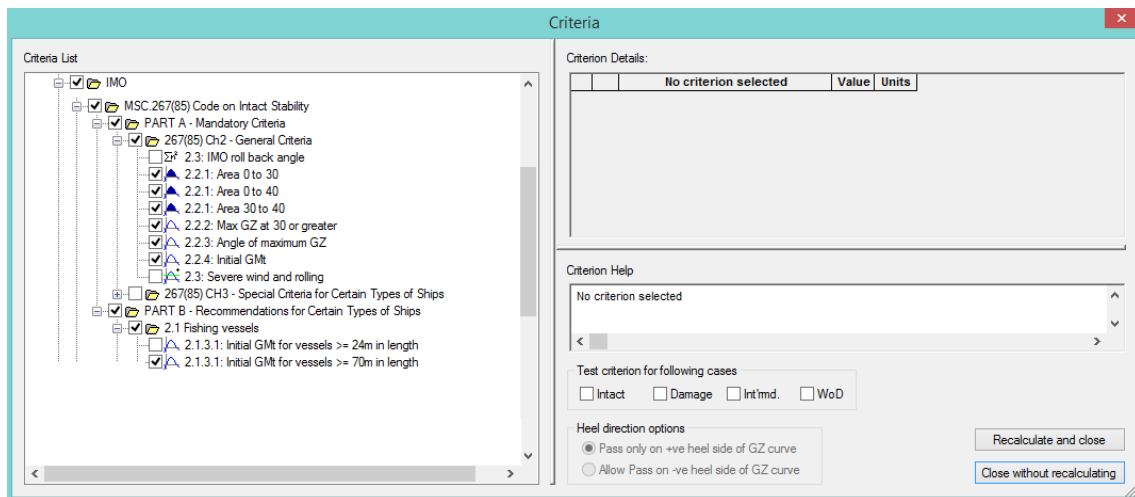 Criteria
Criteria List
IMO
MSC.267(85) Code on Intact Stability
PART A - Mandatory Criteria
267(85) Ch2 - General Criteria
2.3: IMO roll back angle
2.2.1: Area 0 to 30
2.2.1: Area 0 to 40
2.2.1: Area 30 to 40
2.2.2: Max GZ at 30 or greater
2.2.3: Angle of maximum GZ
2.2.4: Initial GMt
2.3: Severe wind and rolling
267(85) CH3 - Special Criteria for Certain Types of Ships
PART B - Recommendations for Certain Types of Ships
2.1 Fishing vessels
2.1.3.1: Initial GMt for vessels >= 24m in length
2.1.3.1: Initial GMt for vessels >= 70m in length
Criterion Details:
No criterion selected Value Units
Criterion Help
No criterion selected
Test criterion for following cases
Intact Damage Int'rmd. WoD
Heel direction options
Pass only on +ve heel side of GZ curve
Allow Pass on -ve heel side of GZ curve
Recalculate and close
Close without recalculating